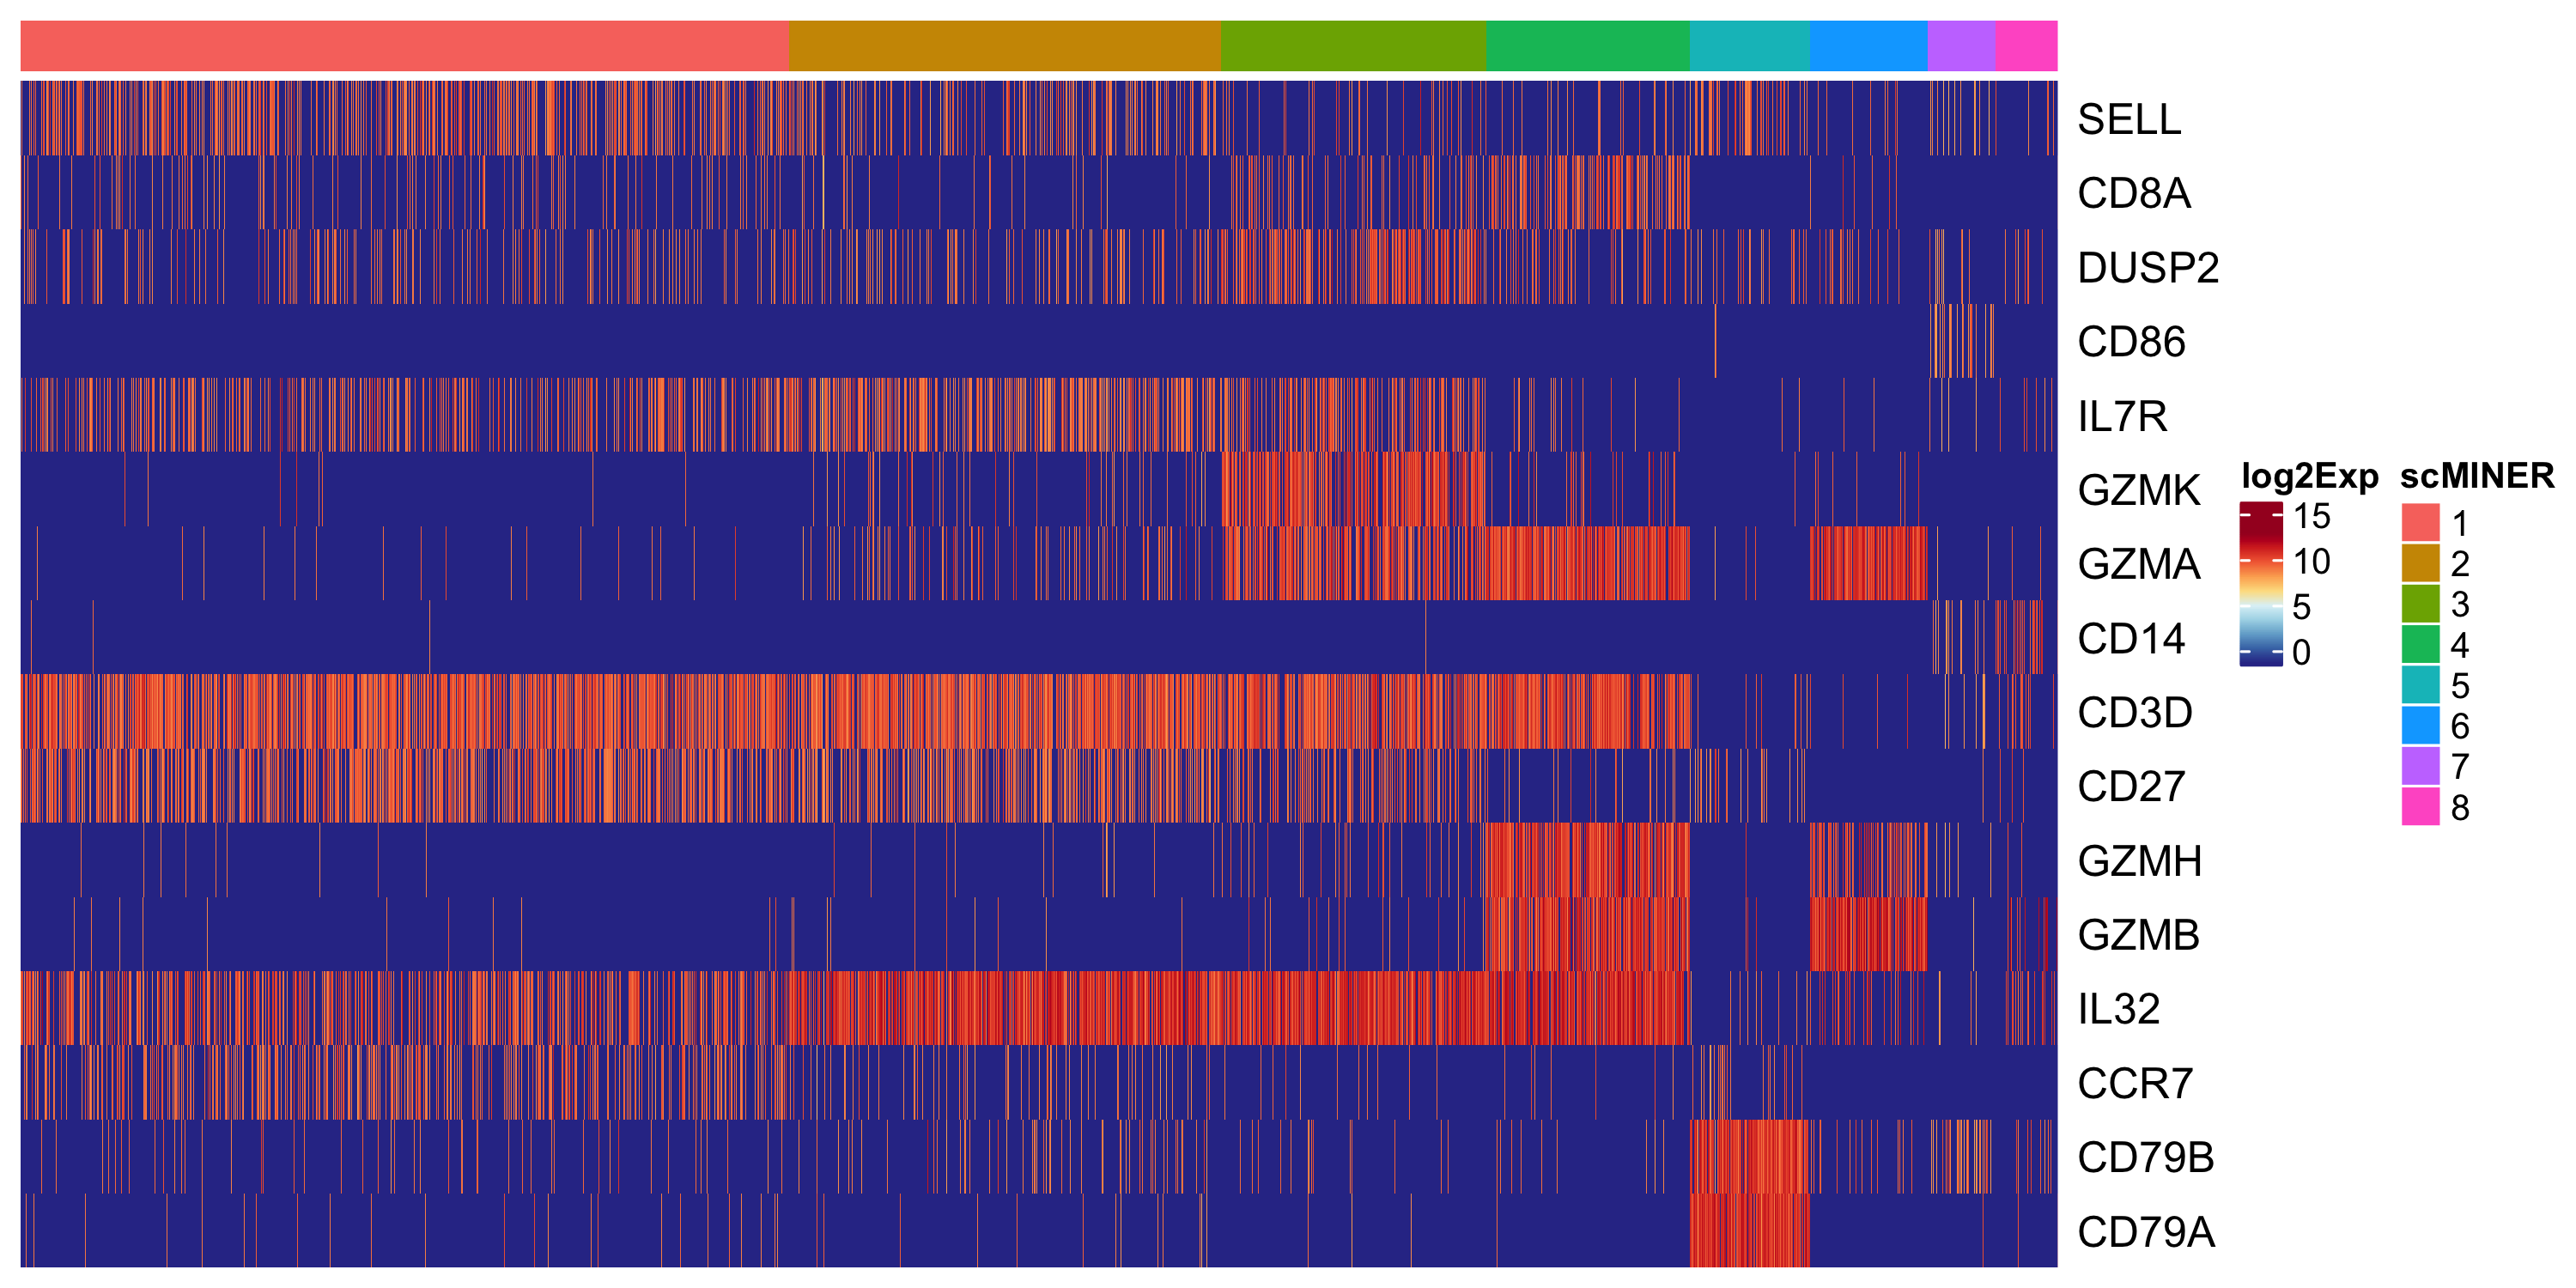 SELL
CD8A
DUSP2
CD86
IL7R
GZMK
GZMA
CD14
CD3D
CD27
GZMH
GZMB
IL32
CCR7
CD79B
CD79A
log2Exp
15
10
5
0
scMINER
1
2
3
4
5
6
7
8